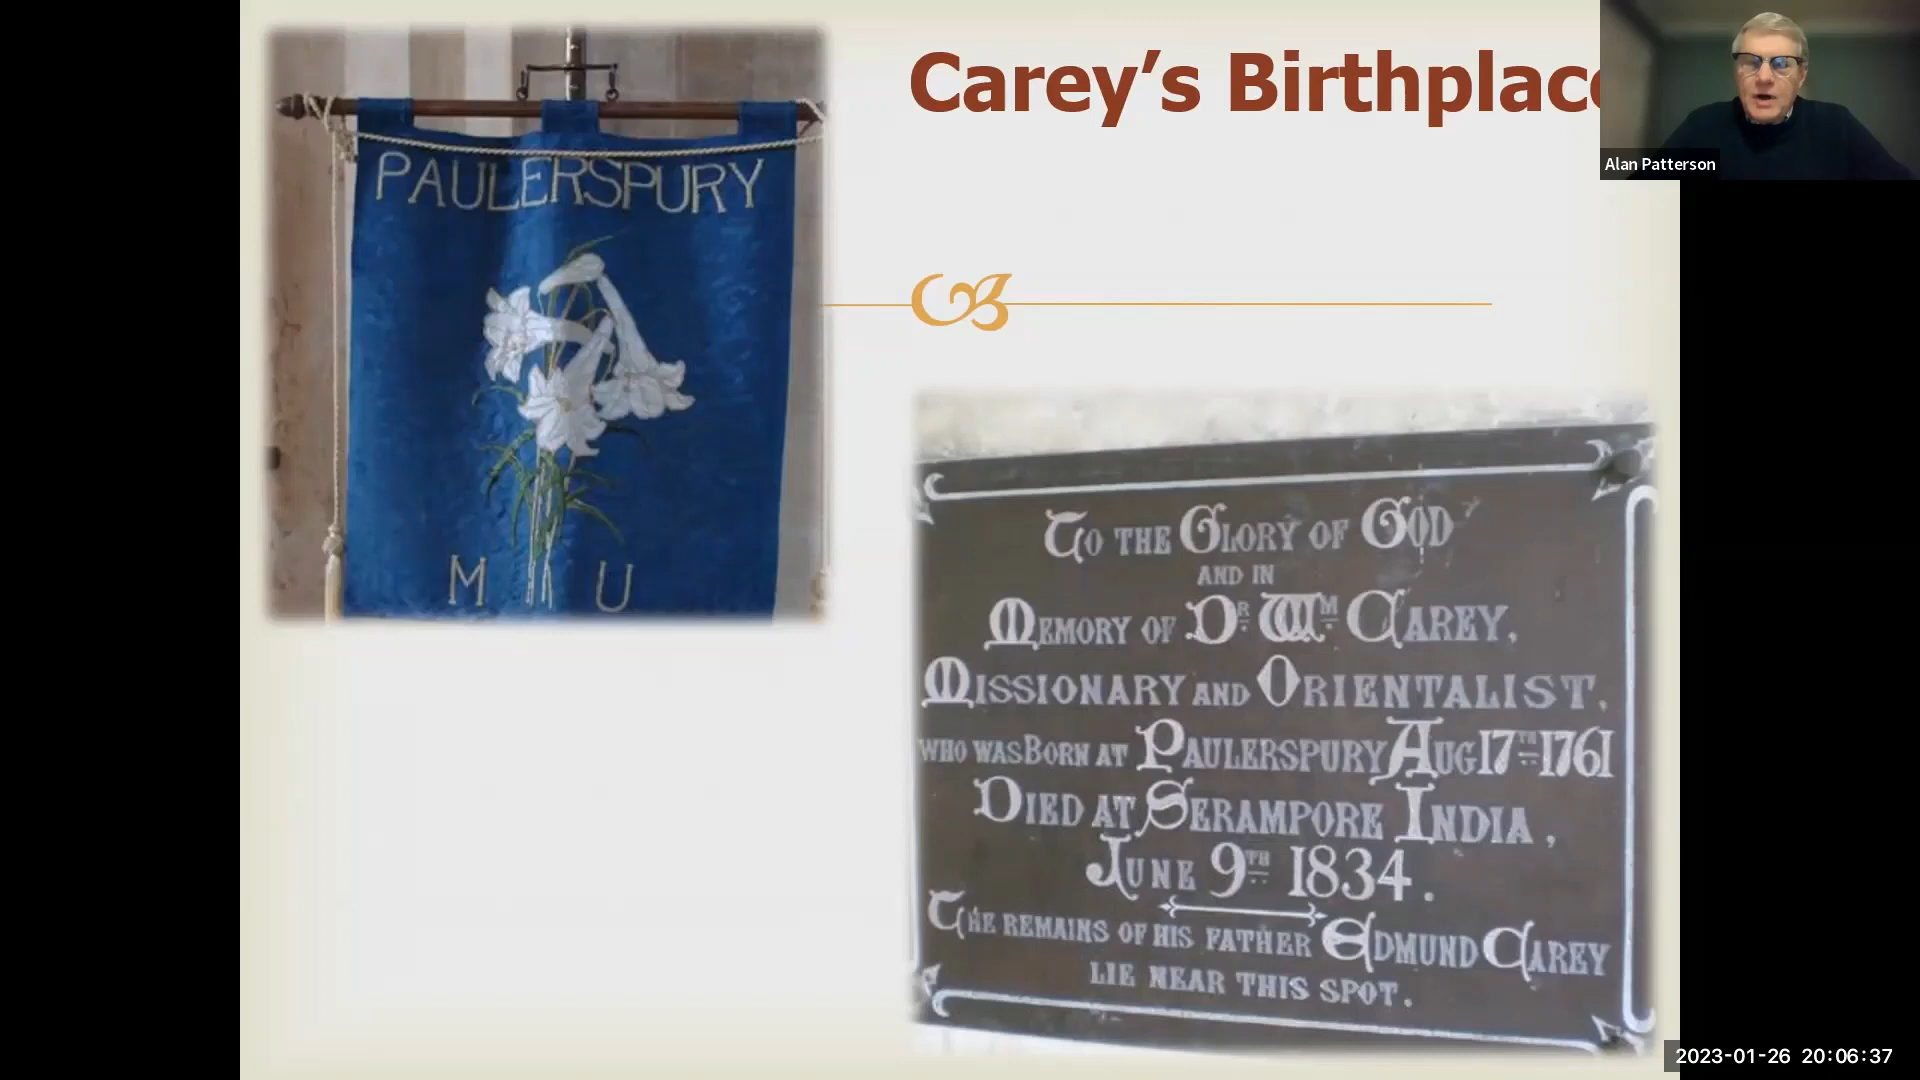 PAULERSPURY
M U
Carey's Birthplac
Alan Patterson
TO THE GLORY OF GOD
AND IN
MEMORY OF DR. WM. CAREY,
MISSIONARY AND ORIENTALIST,
WHO WAS BORN AT PAULERSPURY AUG 17TH 1761
DIED AT SERAMPORE INDIA,
JUNE 9TH 1834.
THE REMAINS OF HIS FATHER EDMUND CAREY
LIE NEAR THIS SPOT.
2023-01-26 20:06:37